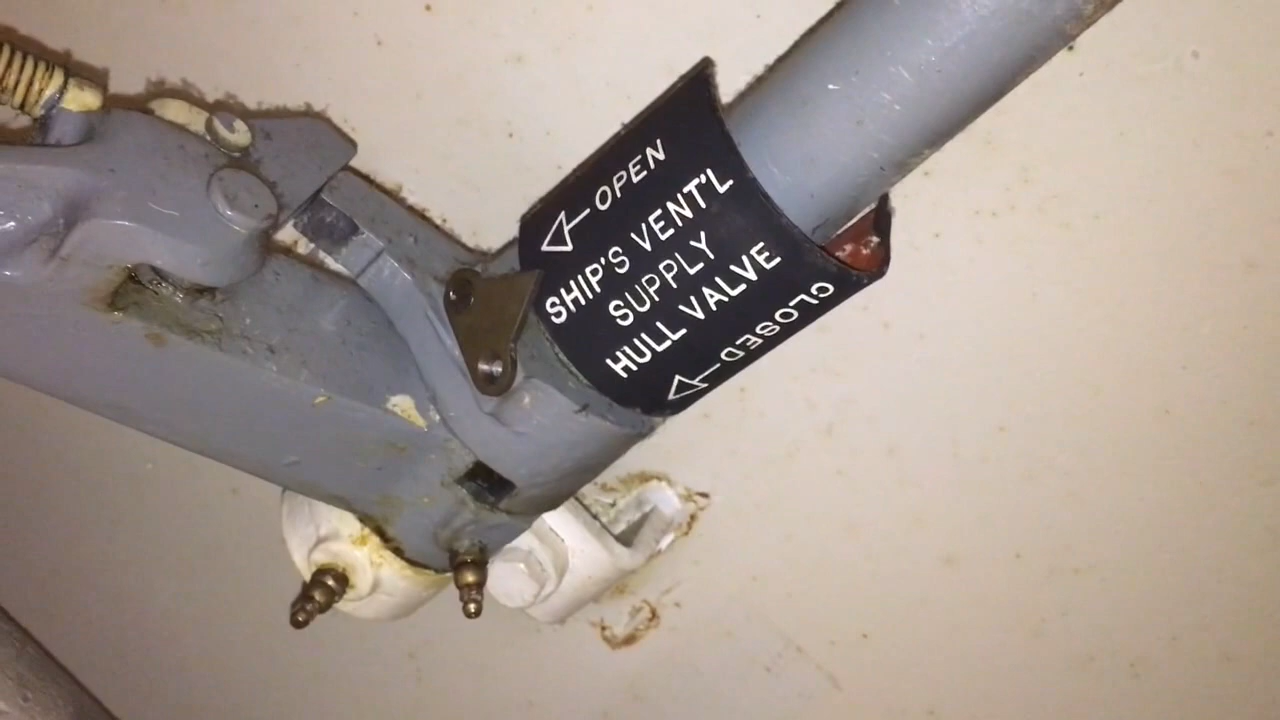 OPEN
SHIP'S VENT'L
SUPPLY
HULL VALVE
CLOSED